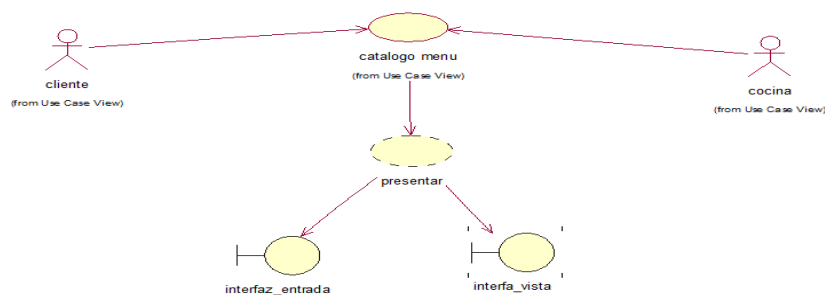 catalogo menu
(from Use Case View)
cliente
(from Use Case View)
cocina
(from Use Case View)
presentar
interfaz_entrada
interfa_vista